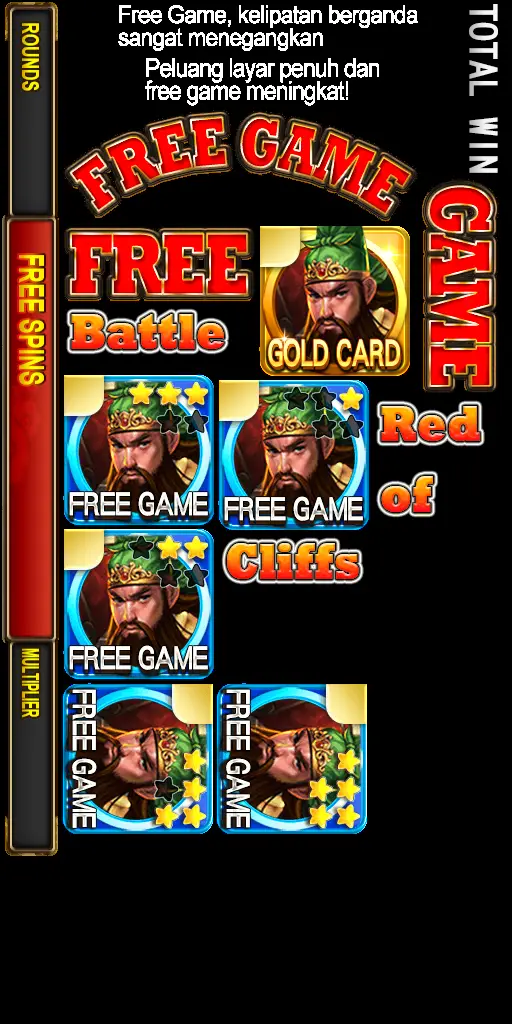 Free Game, kelipatan berganda
sangat menegangkan
Peluang layar penuh dan
free game meningkat!
FREE GAME
TOTAL WIN
ROUNDS
FREE SPINS
MULTIPLIER
FREE
GAME
Battle
GOLD CARD
FREE GAME
FREE GAME
Red
of
Cliffs
FREE GAME
FREE GAME
FREE GAME